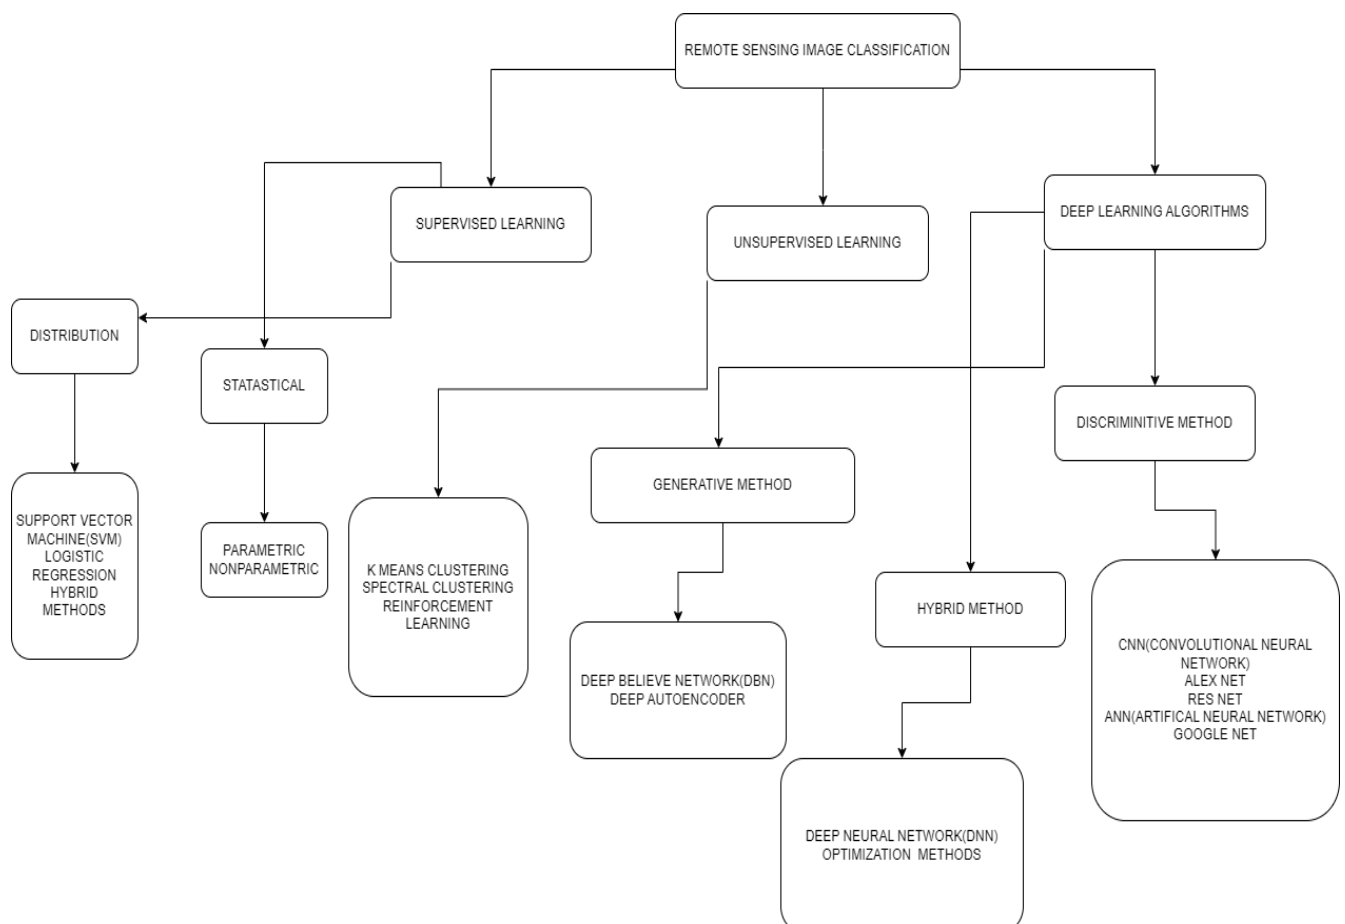 REMOTE SENSING IMAGE CLASSIFICATION
SUPERVISED LEARNING
UNSUPERVISED LEARNING
DEEP LEARNING ALGORITHMS
DISTRIBUTION
STATASTICAL
DISCRIMINITIVE METHOD
GENERATIVE METHOD
SUPPORT VECTOR
MACHINE(SVM)
LOGISTIC
REGRESSION
HYBRID
METHODS
PARAMETRIC
NONPARAMETRIC
K MEANS CLUSTERING
SPECTRAL CLUSTERING
REINFORCEMENT
LEARNING
HYBRID METHOD
DEEP BELIEVE NETWORK(DBN)
DEEP AUTOENCODER
CNN(CONVOLUTIONAL NEURAL
NETWORK)
ALEX NET
RES NET
ANN(ARTIFICAL NEURAL NETWORK)
GOOGLE NET
DEEP NEURAL NETWORK(DNN)
OPTIMIZATION METHODS